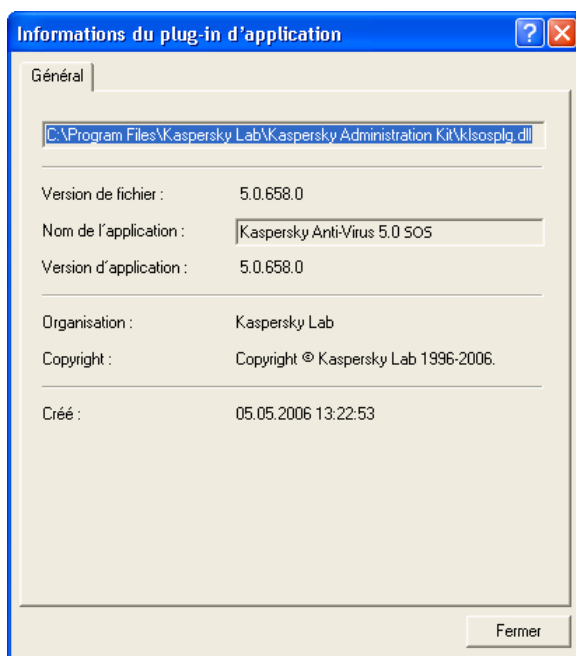 Informations du plug-in d'application
Général
C:\Program Files\Kaspersky Lab\Kaspersky Administration Kit\klsosplg.dll
Version de fichier : 5.0.658.0
Nom de l´application : Kaspersky Anti-Virus 5.0 SOS
Version d´application : 5.0.658.0
Organisation : Kaspersky Lab
Copyright : Copyright © Kaspersky Lab 1996-2006.
Créé : 05.05.2006 13:22:53
Fermer